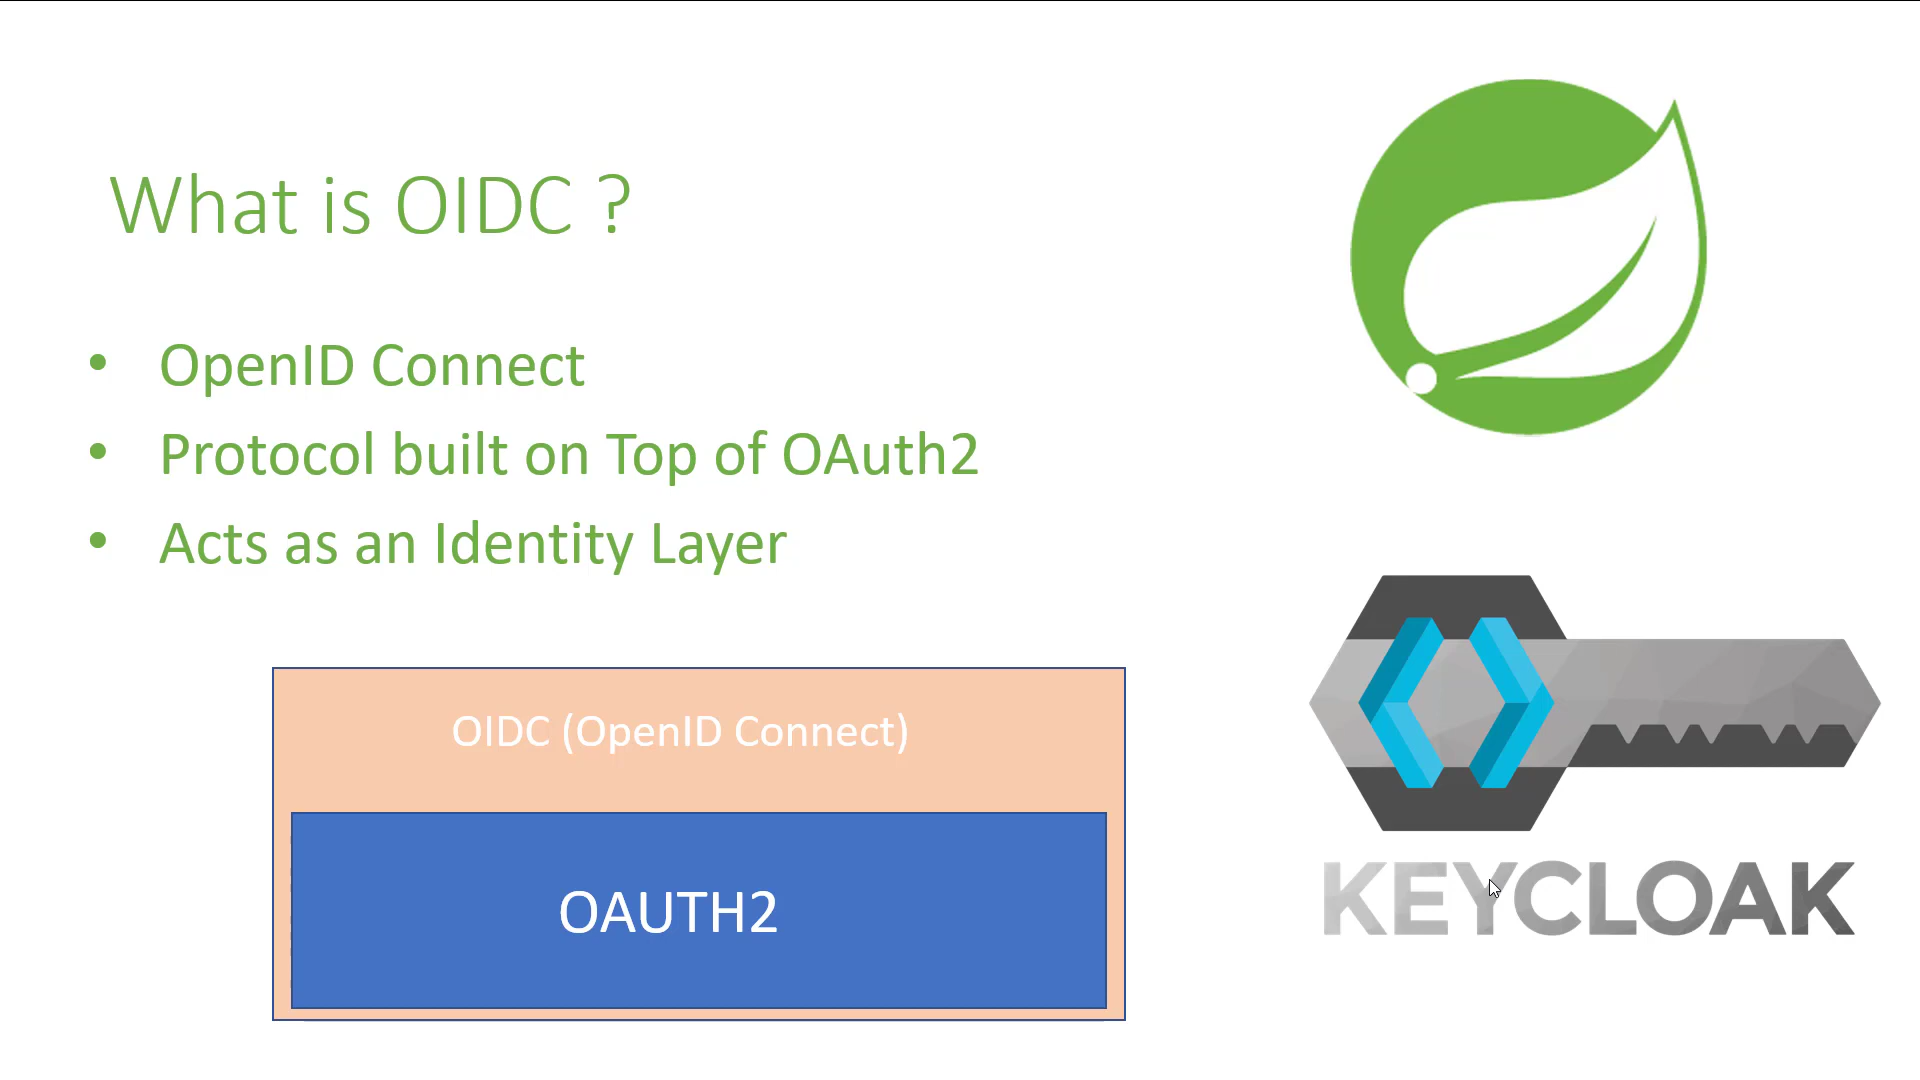 What is OIDC ?
• OpenID Connect
• Protocol built on Top of OAuth2
• Acts as an Identity Layer
OIDC (OpenID Connect)
OAUTH2
KEYCLOAK